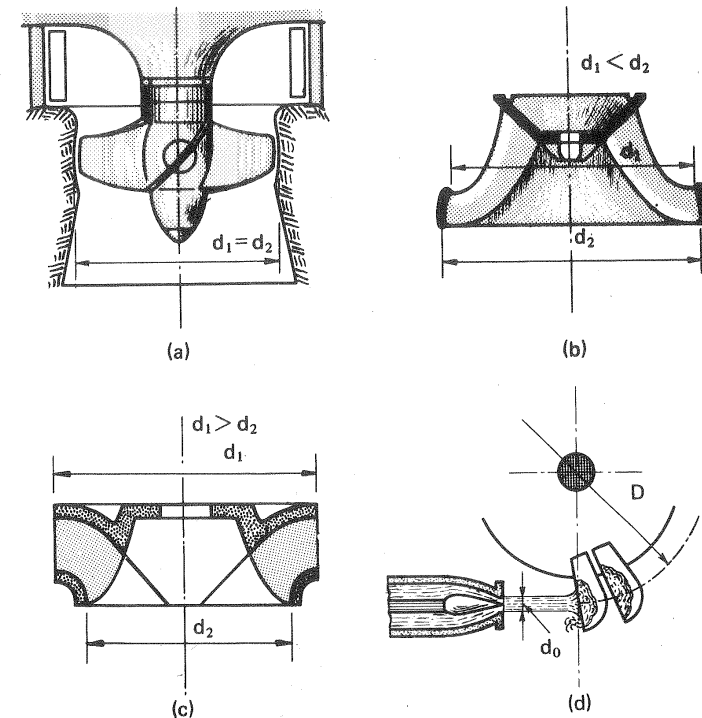 d₁=d₂
(a)
d₁<d₂
d₁
d₂
(b)
d₁>d₂
d₁
d₂
(c)
D
d₀
(d)